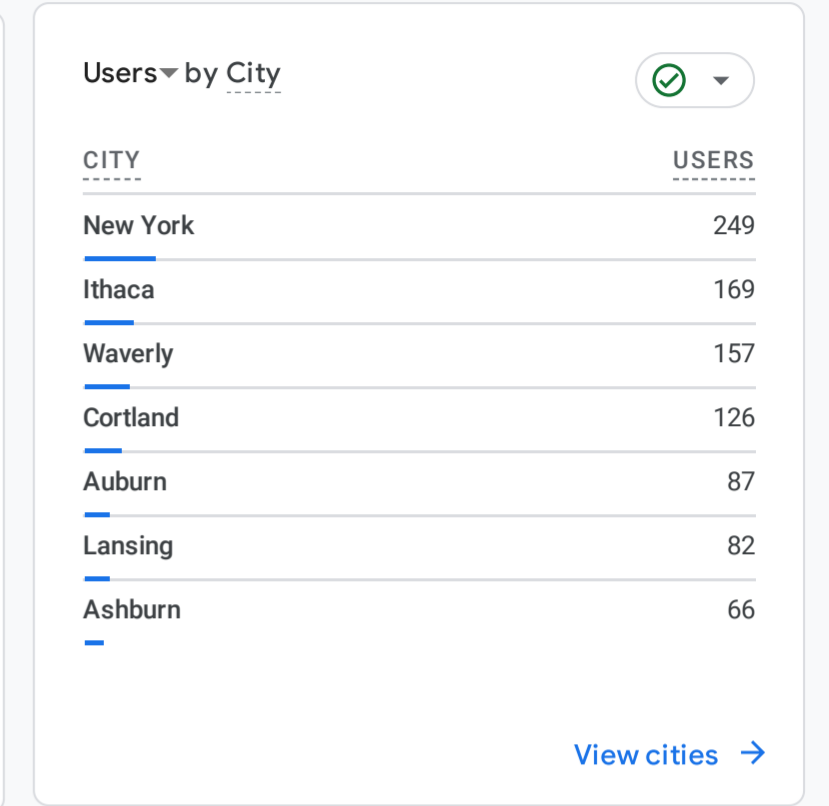 Users by City
CITY USERS
New York 249
Ithaca 169
Waverly 157
Cortland 126
Auburn 87
Lansing 82
Ashburn 66
View cities